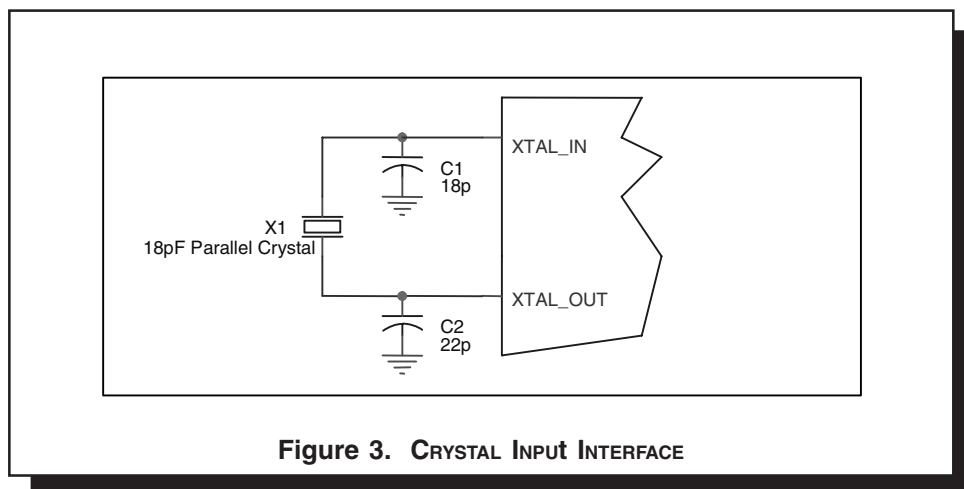 XTAL_IN
C1
18p
X1
18pF Parallel Crystal
XTAL_OUT
C2
22p
Figure 3. CRYSTAL INPUt INTERFACE